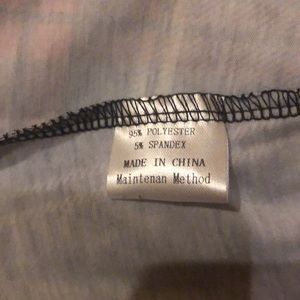 95% POLYESTER
5% SPANDEX
MADE IN CHINA
Maintenan Method